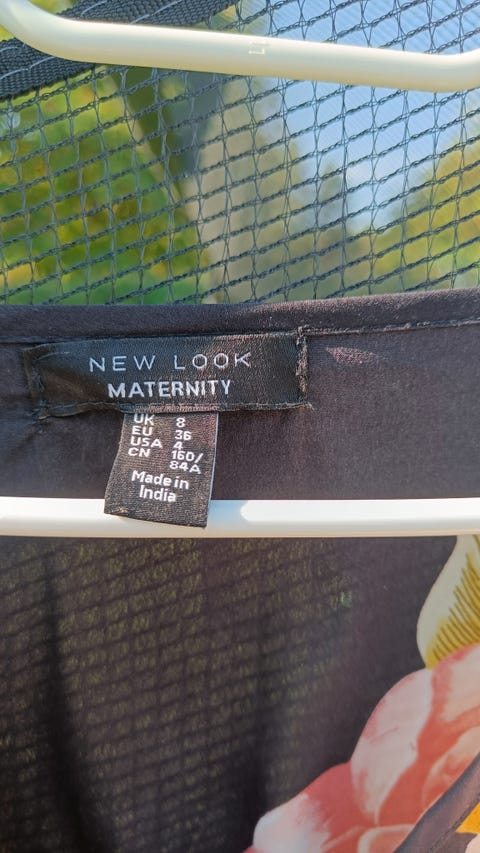 NEW LOOK
MATERNITY
UK 8
EU 36
USA 4
CN 160/
84A
Made in
India